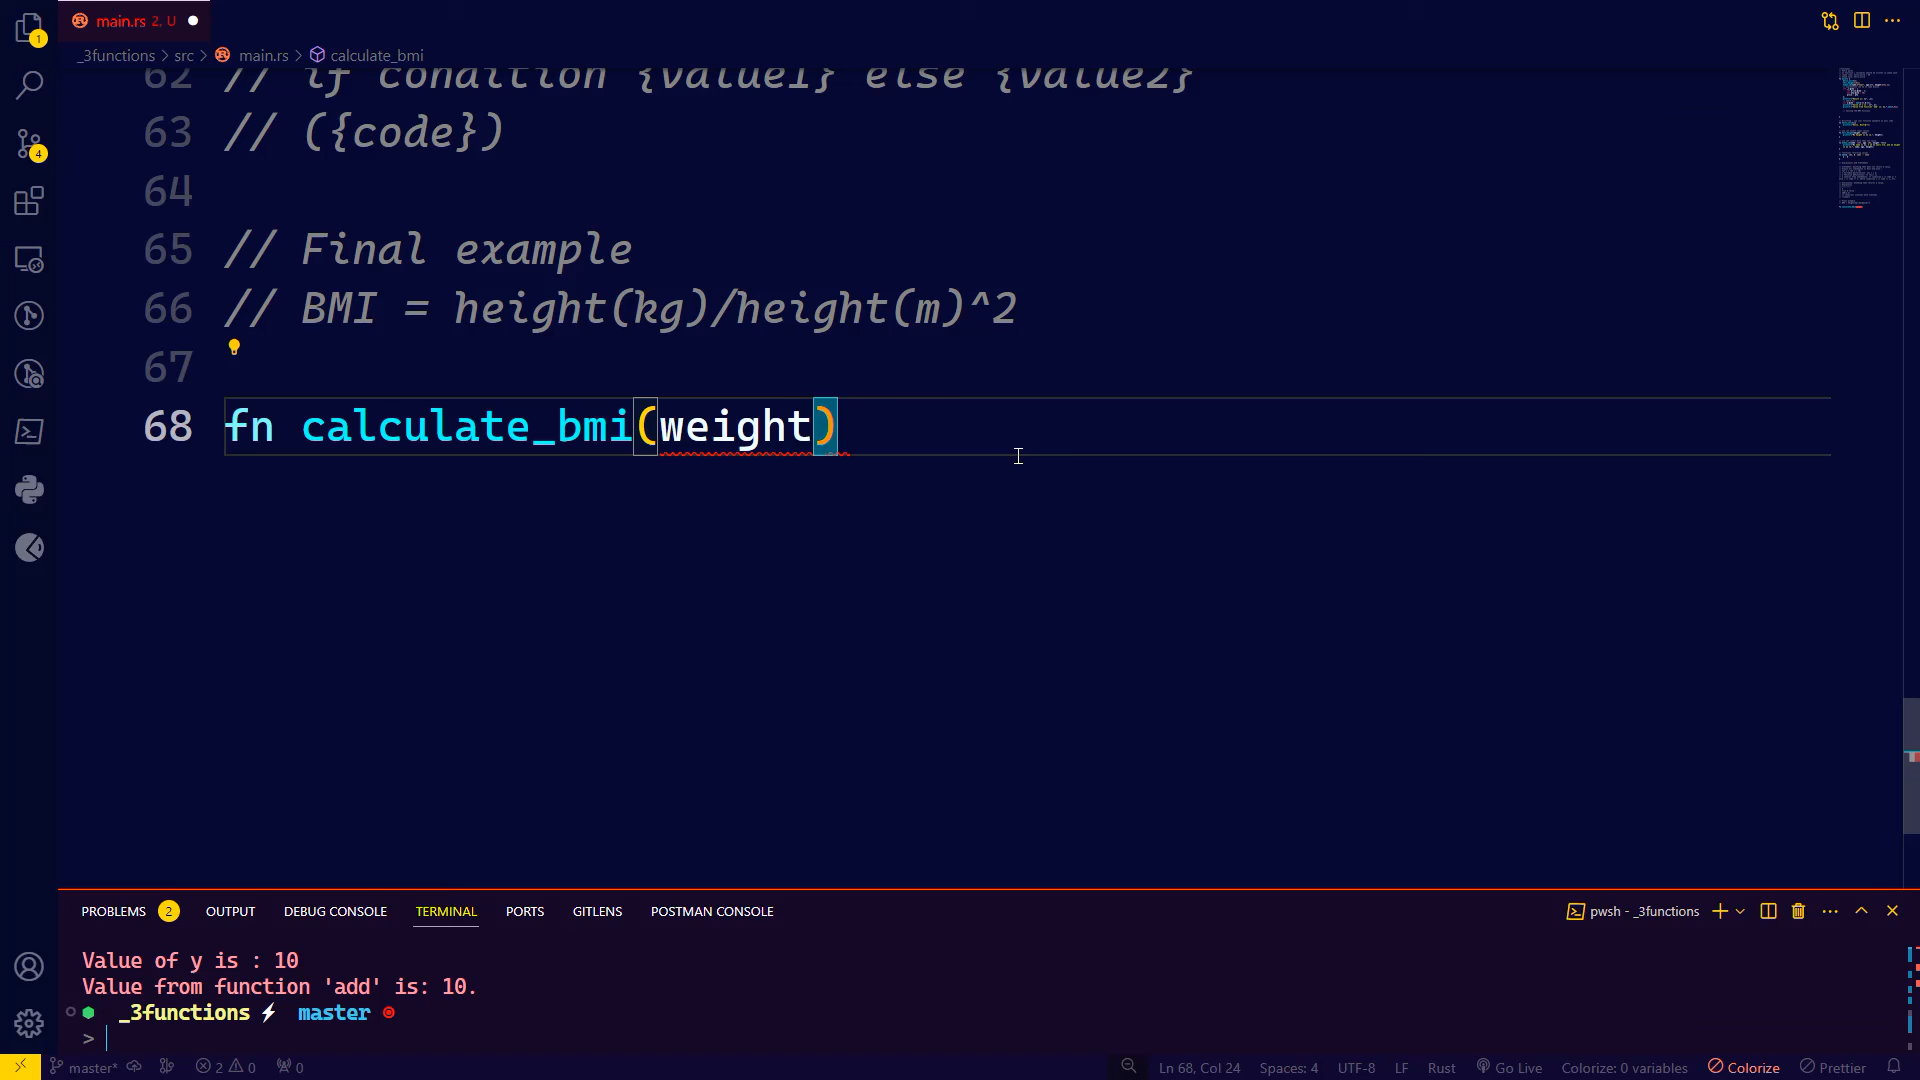 1
main.rs 2, U
_3functions > src > main.rs > calculate_bmi
4
62 // if condition {value1} else {value2}
63 // ({code})
64
65 // Final example
66 // BMI = height(kg)/height(m)^2
67
68 fn calculate_bmi(weight)
PROBLEMS 2 OUTPUT DEBUG CONSOLE TERMINAL PORTS GITLENS POSTMAN CONSOLE
pwsh - _3functions
Value of y is : 10
Value from function 'add' is: 10.
_3functions master
>
master* 2 0 0
Ln 68, Col 24 Spaces: 4 UTF-8 LF Rust Go Live Colorize: 0 variables Colorize Prettier